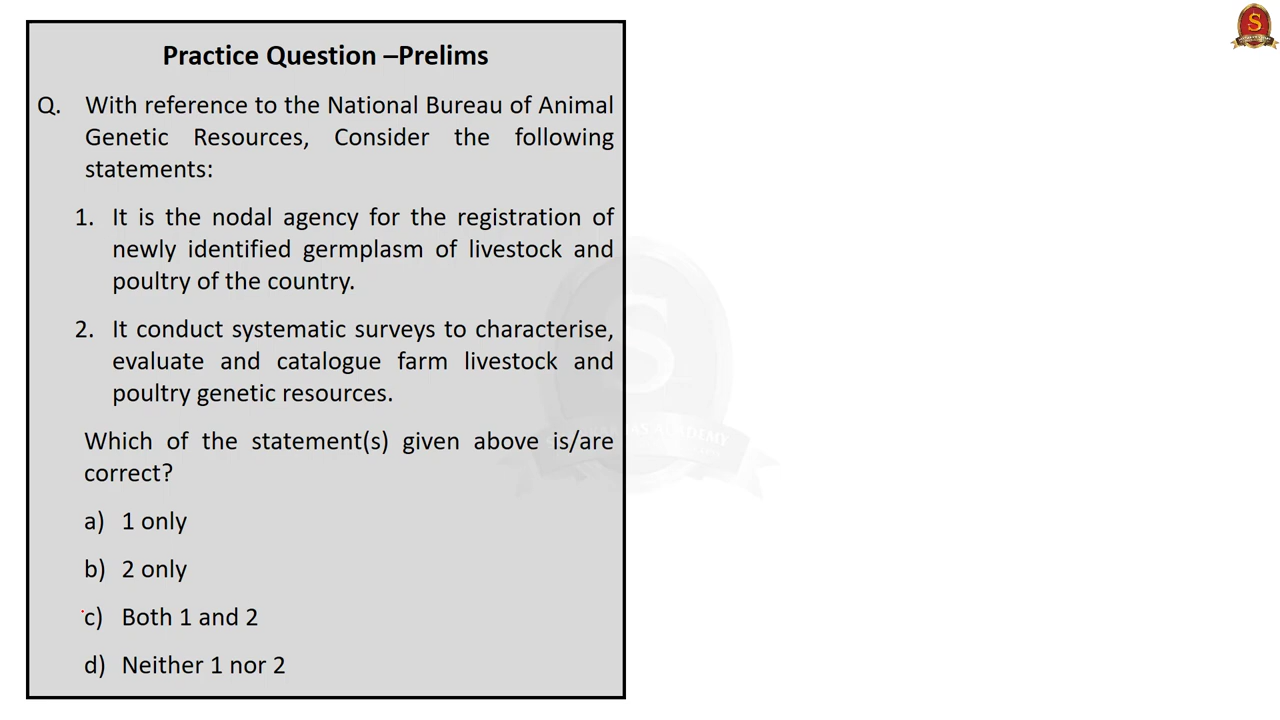 Practice Question –Prelims
Q. With reference to the National Bureau of Animal
Genetic Resources, Consider the following
statements:
1. It is the nodal agency for the registration of
newly identified germplasm of livestock and
poultry of the country.
2. It conduct systematic surveys to characterise,
evaluate and catalogue farm livestock and
poultry genetic resources.
Which of the statement(s) given above is/are
correct?
a) 1 only
b) 2 only
c) Both 1 and 2
d) Neither 1 nor 2
S
S
ACADEMY